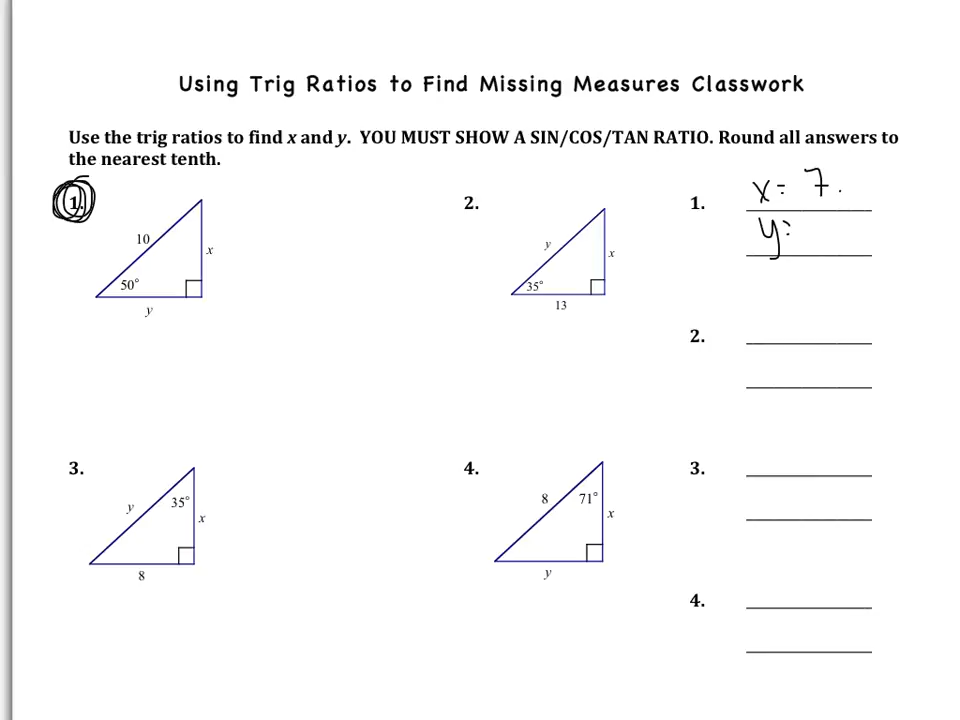 Using Trig Ratios to Find Missing Measures Classwork
Use the trig ratios to find x and y. YOU MUST SHOW A SIN/COS/TAN RATIO. Round all answers to
the nearest tenth.
1.
10
x
50°
y
2.
y
x
35°
13
1. x = 7.
y =
2.
3.
y
35°
x
8
4.
8
71°
x
y
3.
4.